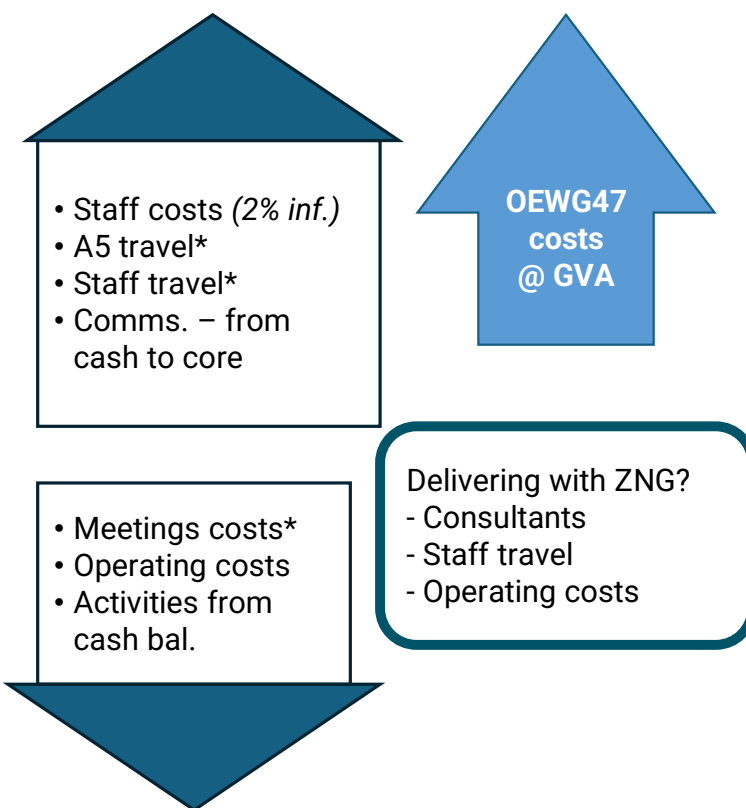 • Staff costs (2% inf.)
• A5 travel*
• Staff travel*
• Comms. – from
cash to core
OEWG47
costs
@ GVA
• Meetings costs*
• Operating costs
• Activities from
cash bal.
Delivering with ZNG?
- Consultants
- Staff travel
- Operating costs